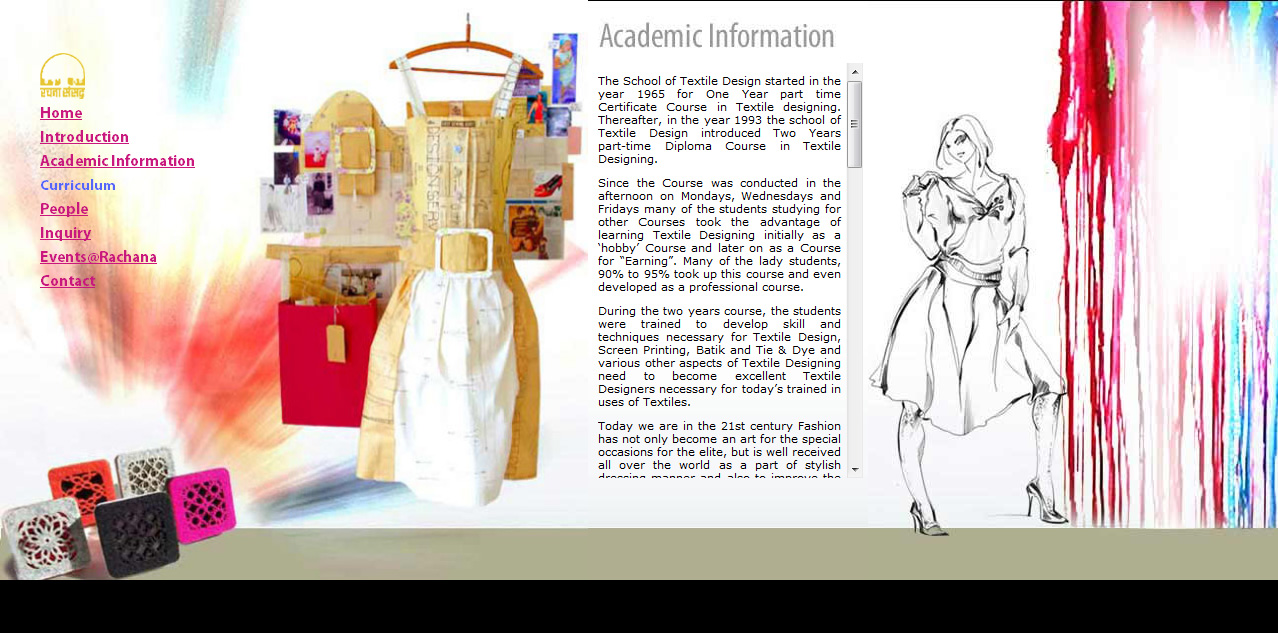 रचना संसद
Home
Introduction
Academic Information
Curriculum
People
Inquiry
Events@Rachana
Contact
Academic Information
The School of Textile Design started in the
year 1965 for One Year part time
Certificate Course in Textile designing.
Thereafter, in the year 1993 the school of
Textile Design introduced Two Years
part-time Diploma Course in Textile
Designing.
Since the Course was conducted in the
afternoon on Mondays, Wednesdays and
Fridays many of the students studying for
other Courses took the advantage of
learning Textile Designing initially as a
‘hobby’ Course and later on as a Course
for “Earning”. Many of the lady students,
90% to 95% took up this course and even
developed as a professional course.
During the two years course, the students
were trained to develop skill and
techniques necessary for Textile Design,
Screen Printing, Batik and Tie & Dye and
various other aspects of Textile Designing
need to become excellent Textile
Designers necessary for today’s trained in
uses of Textiles.
Today we are in the 21st century Fashion
has not only become an art for the special
occasions for the elite, but is well received
all over the world as a part of stylish
dressing manner and also to improve the